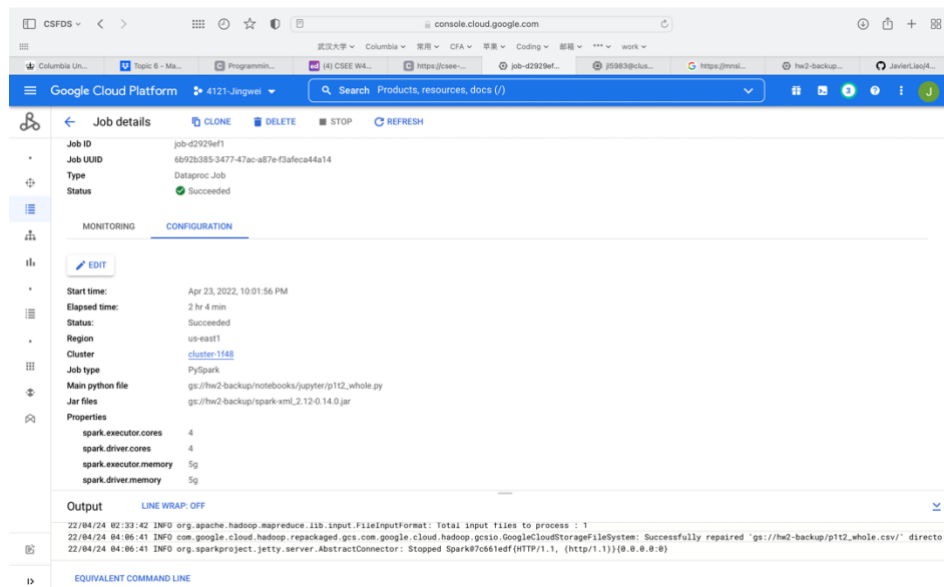 CSFDS
console.cloud.google.com
武汉大学 Columbia 常用 CFA 苹果 Coding 邮箱 *** work
Columbia Un... Topic 6 - Ma... Programmin... ed (4) CSEE W4... https://csee-... job-d2929ef... jl5983@clus... https://mnsi... hw2-backup... JavierLiao/4...
Google Cloud Platform 4121-Jingwei Search Products, resources, docs (/) 3 J
Job details CLONE DELETE STOP REFRESH
Job ID job-d2929ef1
Job UUID 6b92b385-3477-47ac-a87e-f3afeca44a14
Type Dataproc Job
Status Succeeded
MONITORING CONFIGURATION
EDIT
Start time: Apr 23, 2022, 10:01:56 PM
Elapsed time: 2 hr 4 min
Status: Succeeded
Region us-east1
Cluster cluster-1f48
Job type PySpark
Main python file gs://hw2-backup/notebooks/jupyter/p1t2_whole.py
Jar files gs://hw2-backup/spark-xml_2.12-0.14.0.jar
Properties
spark.executor.cores 4
spark.driver.cores 4
spark.executor.memory 5g
spark.driver.memory 5g
Output LINE WRAP: OFF
22/04/24 02:33:42 INFO org.apache.hadoop.mapreduce.lib.input.FileInputFormat: Total input files to process : 1
22/04/24 04:06:41 INFO com.google.cloud.hadoop.repackaged.gcs.com.google.cloud.hadoop.gcsio.GoogleCloudStorageFileSystem: Successfully repaired 'gs://hw2-backup/p1t2_whole.csv/' directo
22/04/24 04:06:41 INFO org.sparkproject.jetty.server.AbstractConnector: Stopped Spark@7c661edf{HTTP/1.1, (http/1.1)}{0.0.0.0:0}
EQUIVALENT COMMAND LINE